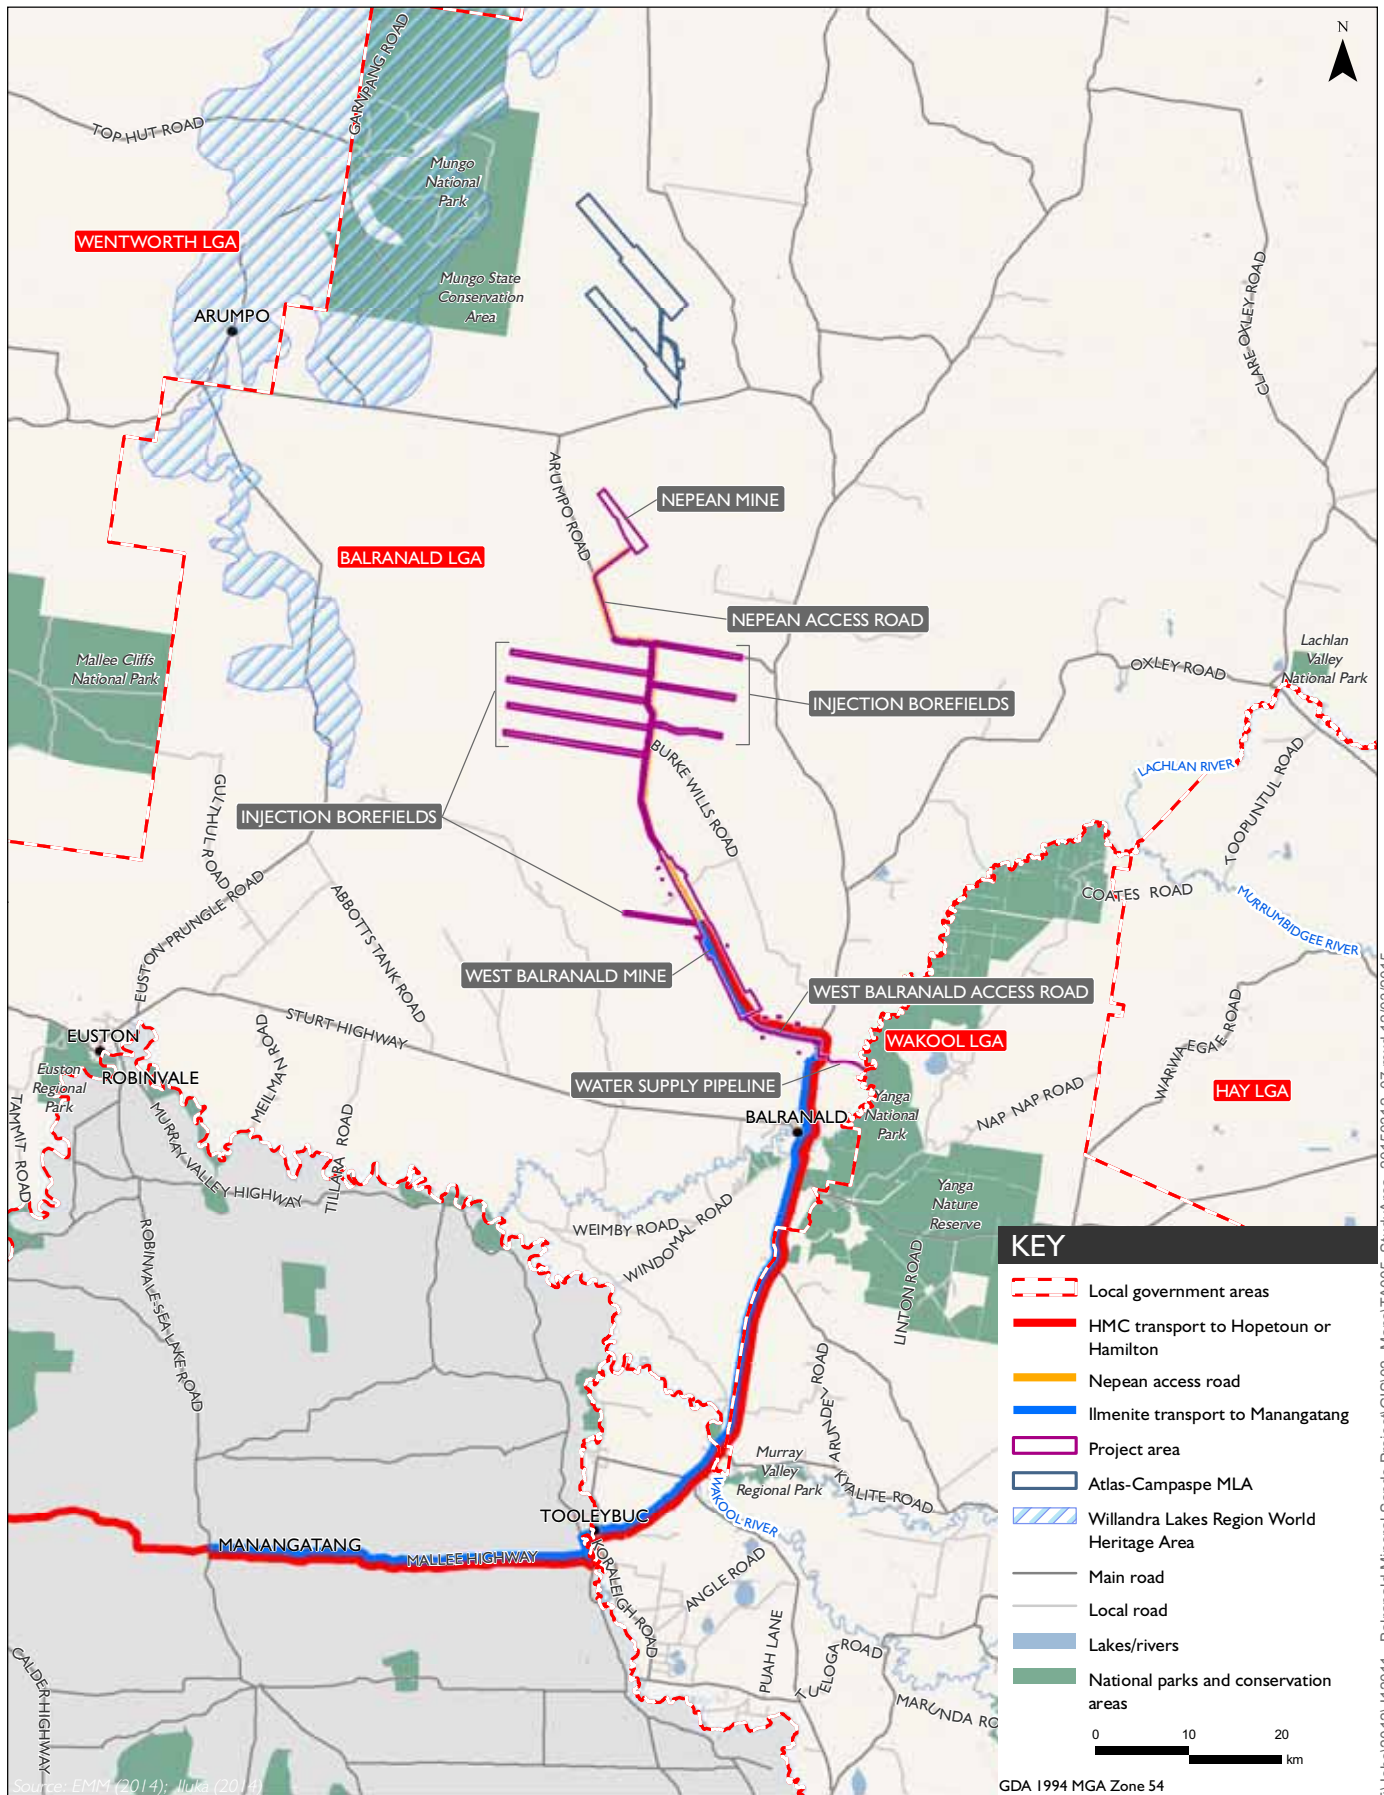 N
TOP HUT ROAD
GARNPANG ROAD
Mungo
National
Park
WENTWORTH LGA
Mungo State
Conservation
Area
ARUMPO
CLARE OXLEY ROAD
ARUMPO ROAD
NEPEAN MINE
BALRANALD LGA
NEPEAN ACCESS ROAD
Mallee Cliffs
National Park
Lachlan
Valley
National Park
OXLEY ROAD
INJECTION BOREFIELDS
LACHLAN RIVER
BURKE WILLS ROAD
TOOPUNTUL ROAD
GULTHUL ROAD
INJECTION BOREFIELDS
EUSTON PRUNGLE ROAD
ABBOTTS TANK ROAD
COATES ROAD
MURRUMBIDGEE RIVER
WEST BALRANALD MINE
WEST BALRANALD ACCESS ROAD
STURT HIGHWAY
EUSTON
Euston
Regional
Park
ROBINVALE
MEILMAN ROAD
WAKOOL LGA
WARWAEGAE ROAD
HAY LGA
WATER SUPPLY PIPELINE
NAP NAP ROAD
Yanga
National
Park
BALRANALD
TAMMIT ROAD
MURRAY VALLEY HIGHWAY
TILLARA ROAD
Yanga
Nature
Reserve
WEIMBY ROAD
WINDOMAL ROAD
ROBINVALE-SEA LAKE ROAD
LINTON ROAD
ARUNDEL ROAD
KYALITE ROAD
Murray
Valley
Regional Park
WAKOOL RIVER
TOOLEYBUC
MANANGATANG
MALLEE HIGHWAY
KORALEIGH ROAD
ANGLE ROAD
PUAH LANE
ELOGA ROAD
CALDER HIGHWAY
KEY
Local government areas
HMC transport to Hopetoun or
Hamilton
Nepean access road
Ilmenite transport to Manangatang
Project area
Atlas-Campaspe MLA
Willandra Lakes Region World
Heritage Area
Main road
Local road
Lakes/rivers
National parks and conservation
areas
0 10 20
km
GDA 1994 MGA Zone 54
Source: EMM (2014); Iluka (2014)